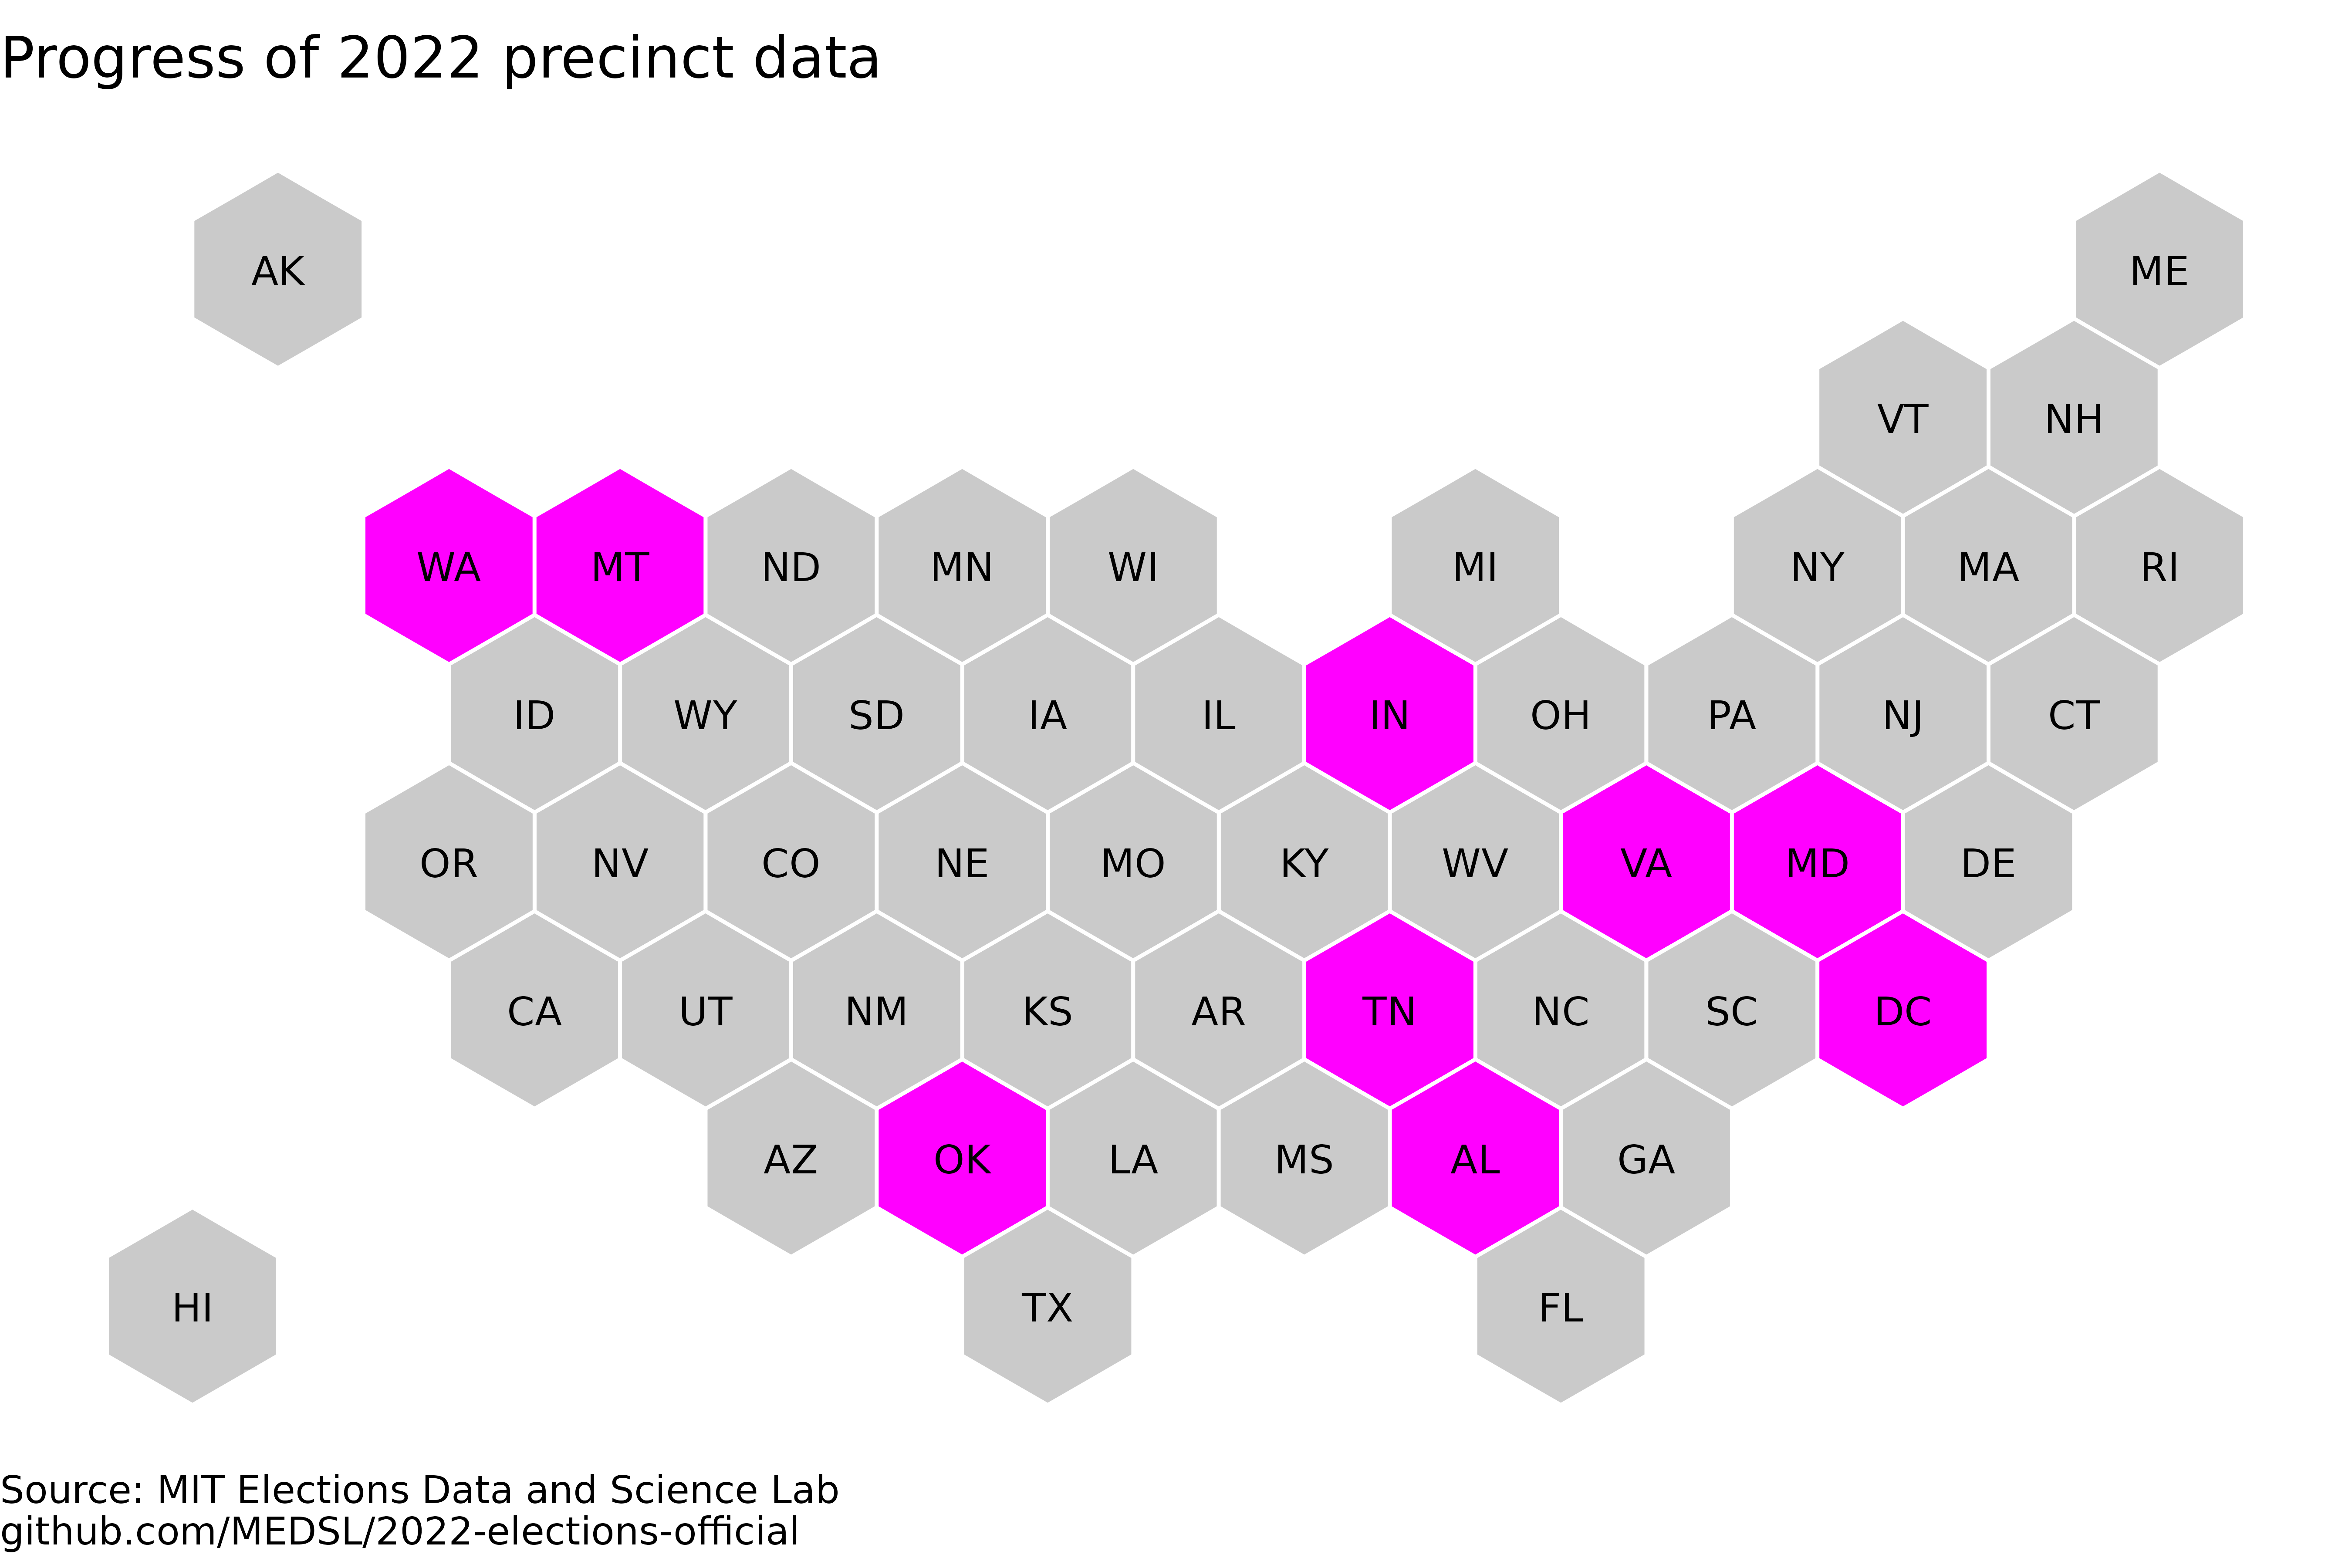 Progress of 2022 precinct data
AK
ME
VT
NH
WA
MT
ND
MN
WI
MI
NY
MA
RI
ID
WY
SD
IA
IL
IN
OH
PA
NJ
CT
OR
NV
CO
NE
MO
KY
WV
VA
MD
DE
CA
UT
NM
KS
AR
TN
NC
SC
DC
AZ
OK
LA
MS
AL
GA
HI
TX
FL
Source: MIT Elections Data and Science Lab
github.com/MEDSL/2022-elections-official